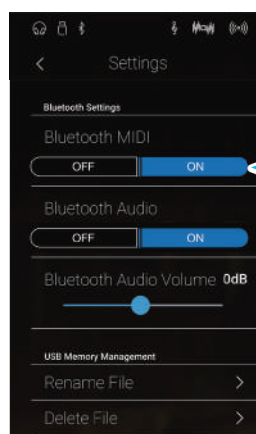 Settings
Bluetooth Settings
Bluetooth MIDI
OFF ON
Bluetooth Audio
OFF ON
Bluetooth Audio Volume 0dB
USB Memory Management
Rename File
Delete File